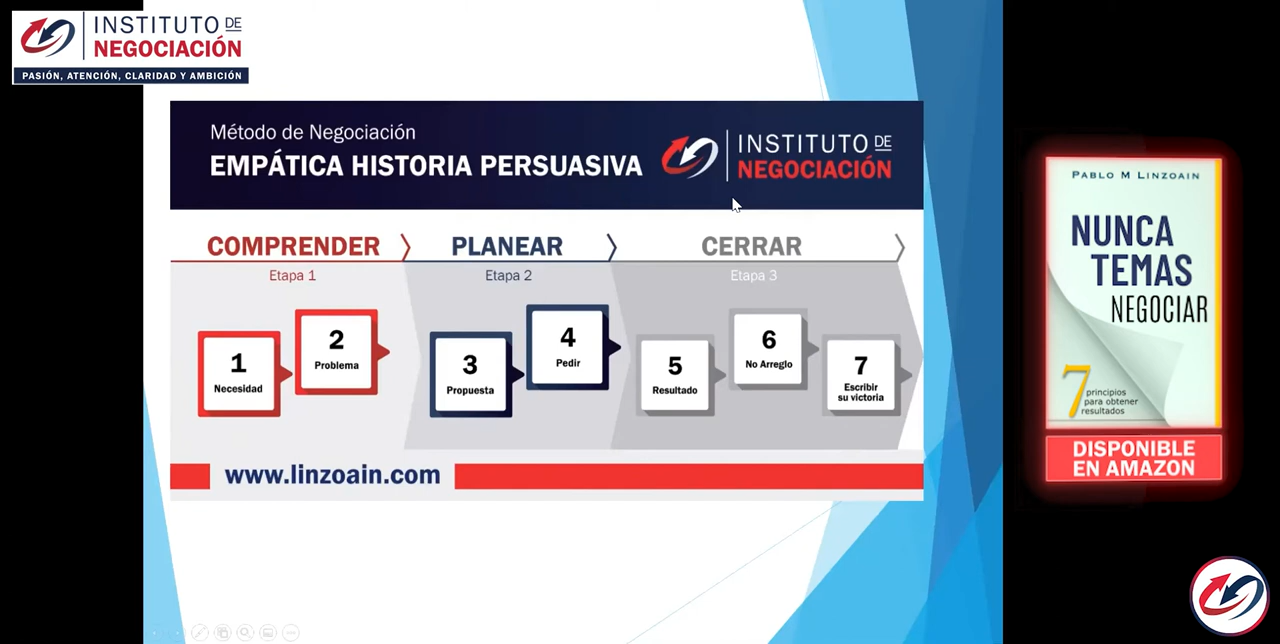 INSTITUTO DE
NEGOCIACIÓN
PASIÓN, ATENCIÓN, CLARIDAD Y AMBICIÓN
Método de Negociación
EMPÁTICA HISTORIA PERSUASIVA
INSTITUTO DE
NEGOCIACIÓN
COMPRENDER
Etapa 1
PLANEAR
Etapa 2
CERRAR
Etapa 3
1
Necesidad
2
Problema
3
Propuesta
4
Pedir
5
Resultado
6
No Arreglo
7
Escribir
su victoria
www.linzoain.com
PABLO M LINZOAIN
NUNCA
TEMAS
NEGOCIAR
7 principios
para obtener
resultados
DISPONIBLE
EN AMAZON